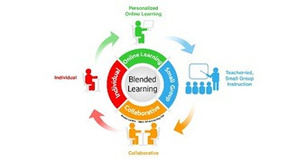 Personalized
Online Learning
Online Learning
Individual
Individual
Blended
Learning
Small Group
Teacher-led,
Small Group
Instruction
Collaborative
Collaborative